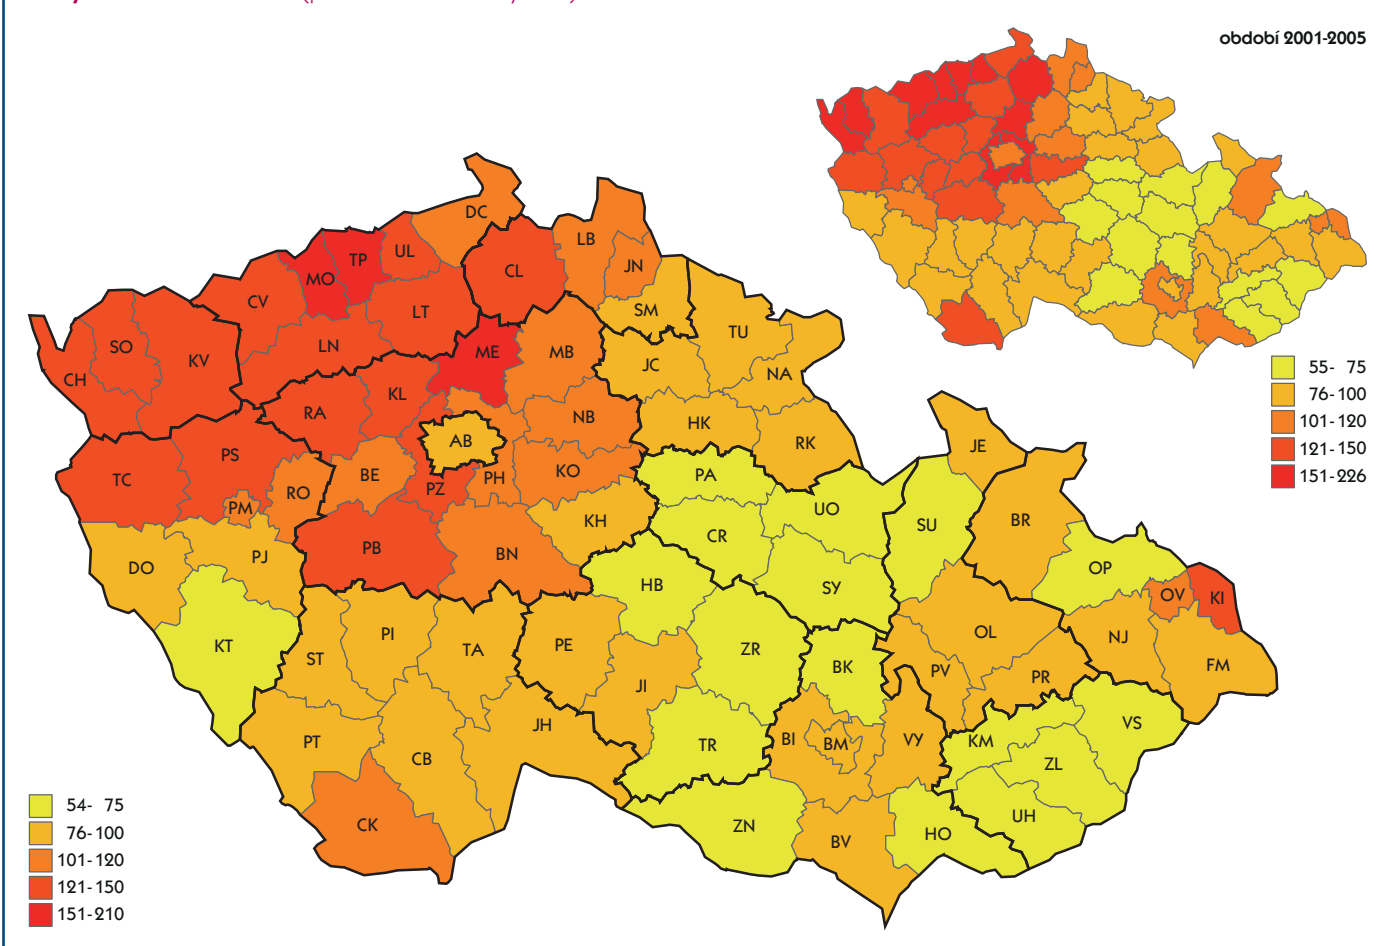 období 2001-2005
55- 75
76-100
101-120
121-150
151-226
DC
LB
UL
TP
MO
CL
JN
CV
LT
SM
TU
SO
KV
LN
ME
MB
JC
NA
CH
KL
RA
NB
HK
RK
AB
PS
TC
BE
PZ
PH
KO
PA
JE
RO
PM
KH
UO
SU
BR
PB
BN
CR
DO
PJ
HB
SY
OP
OV
KI
KT
ST
PI
TA
PE
ZR
BK
OL
NJ
FM
JI
PV
PR
PT
CB
JH
TR
BI
BM
VY
KM
VS
ZL
CK
ZN
BV
HO
UH
54- 75
76-100
101-120
121-150
151-210